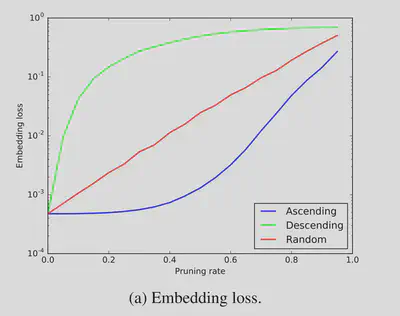 10^0
10^-1
10^-2
10^-3
10^-4
Embedding loss
0.0 0.2 0.4 0.6 0.8 1.0
Pruning rate
Ascending
Descending
Random
(a) Embedding loss.